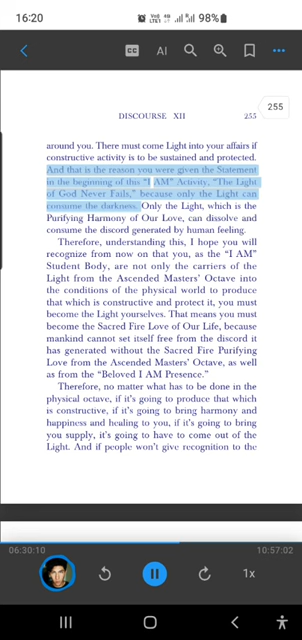 16:20
98%
CC AI
255
DISCOURSE XII 255
around you. There must come Light into your affairs if
constructive activity is to be sustained and protected.
And that is the reason you were given the Statement
in the beginning of this “I AM” Activity, “The Light
of God Never Fails,” because only the Light can
consume the darkness. Only the Light, which is the
Purifying Harmony of Our Love, can dissolve and
consume the discord generated by human feeling.
Therefore, understanding this, I hope you will
recognize from now on that you, as the “I AM”
Student Body, are not only the carriers of the
Light from the Ascended Masters’ Octave into
the conditions of the physical world to produce
that which is constructive and protect it, you must
become the Light yourselves. That means you must
become the Sacred Fire Love of Our Life, because
mankind cannot set itself free from the discord it
has generated without the Sacred Fire Purifying
Love from the Ascended Masters’ Octave, as well
as from the “Beloved I AM Presence.”
Therefore, no matter what has to be done in the
physical octave, if it’s going to produce that which
is constructive, if it’s going to bring harmony and
happiness and healing to you, if it’s going to bring
you supply, it’s going to have to come out of the
Light. And if people won’t give recognition to the
06:30:10 10:57:02
1x